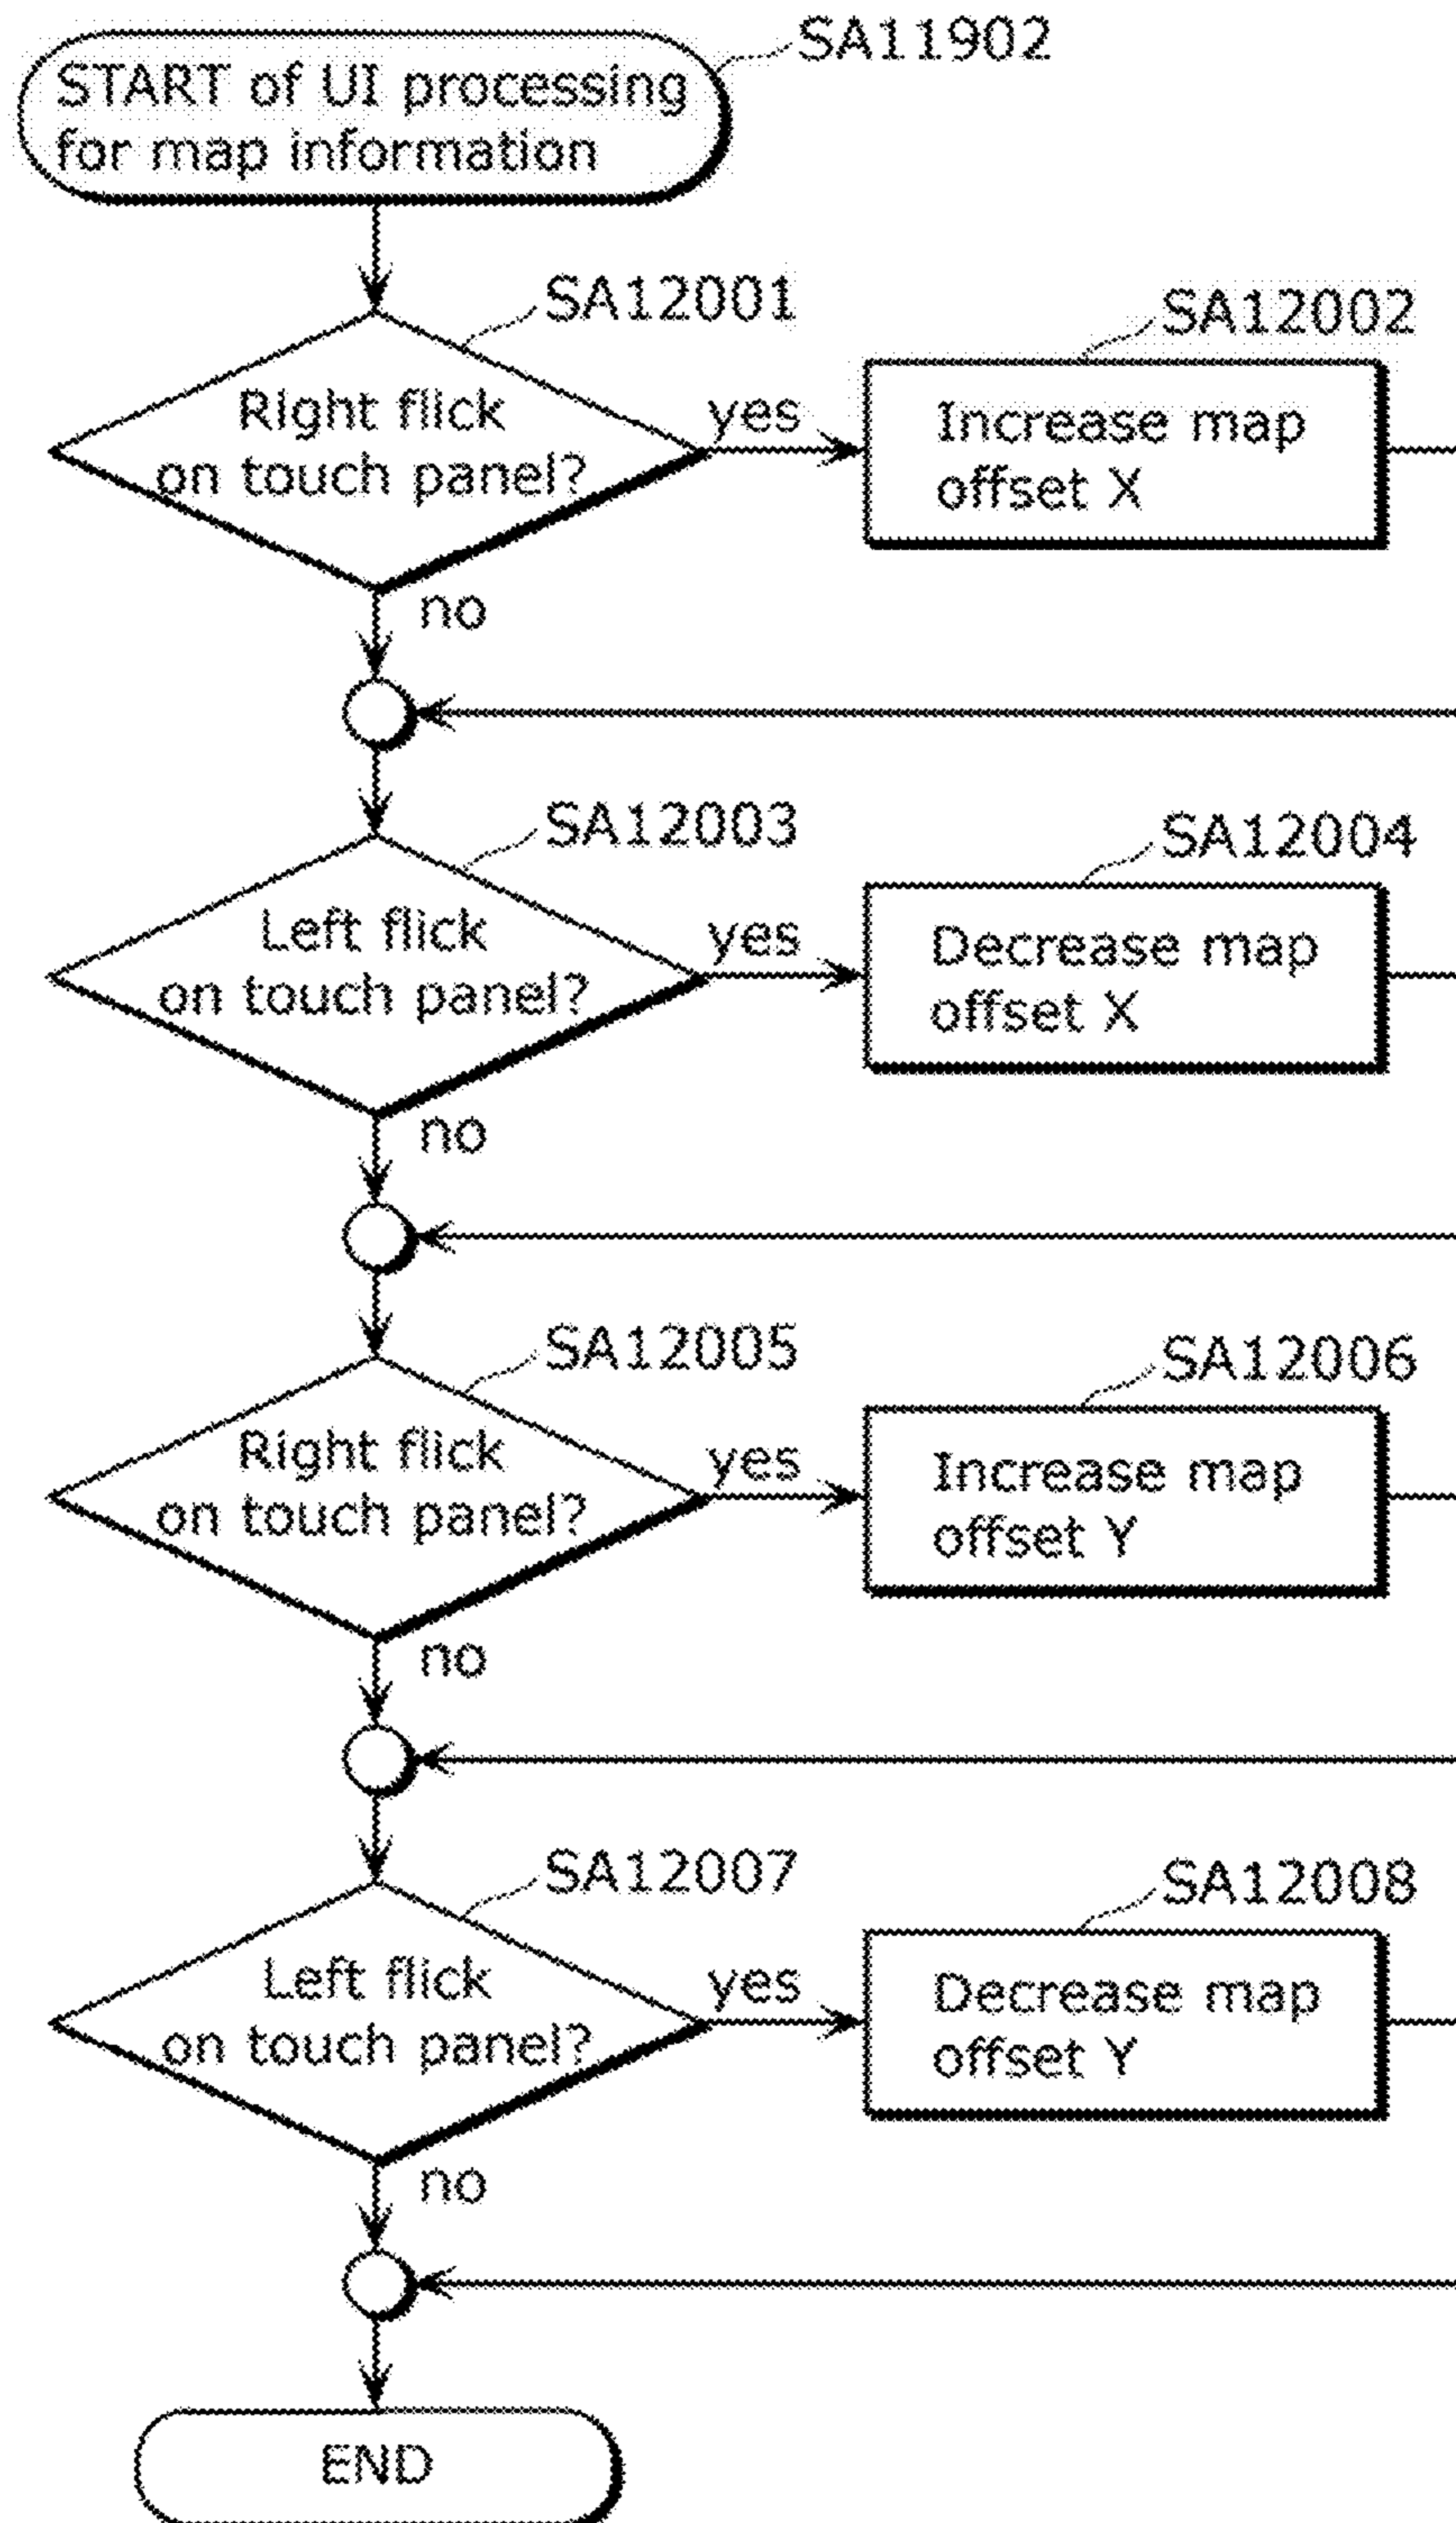 SA11902
START of UI processing
for map information
SA12001
Right flick
on touch panel?
yes
no
SA12002
Increase map
offset X
SA12003
Left flick
on touch panel?
yes
no
SA12004
Decrease map
offset X
SA12005
Right flick
on touch panel?
yes
no
SA12006
Increase map
offset Y
SA12007
Left flick
on touch panel?
yes
no
SA12008
Decrease map
offset Y
END